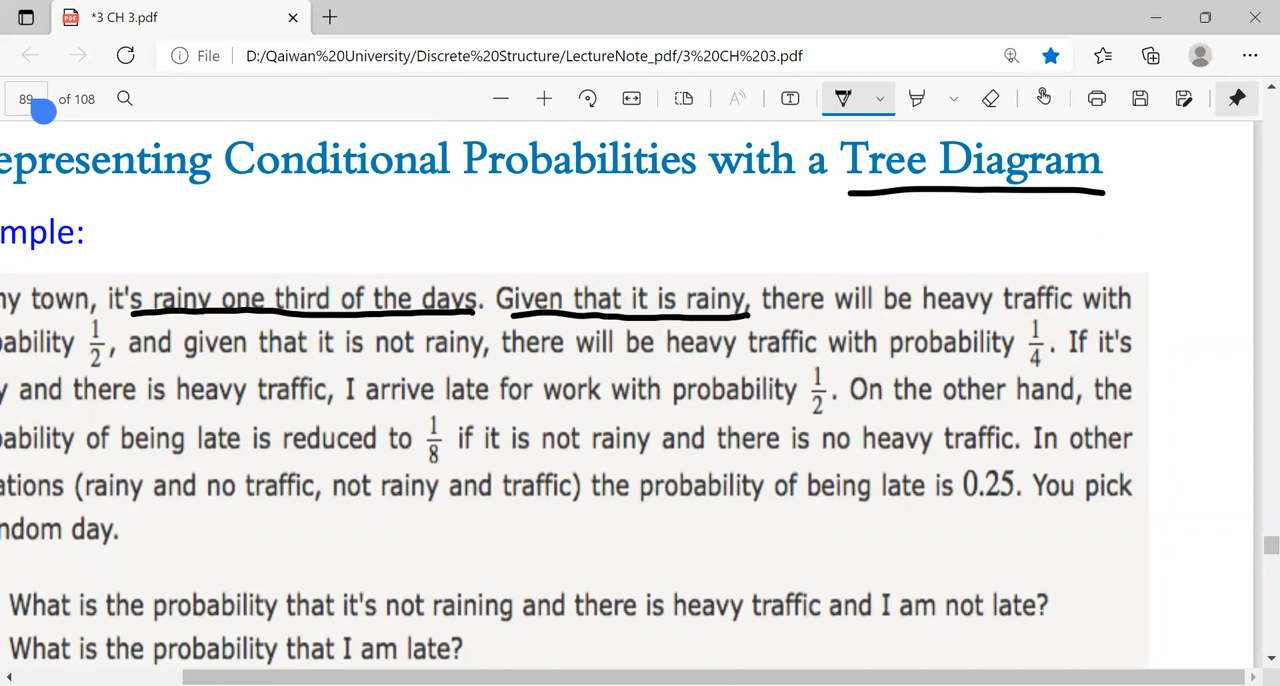 *3 CH 3.pdf
File D:/Qaiwan%20University/Discrete%20Structure/LectureNote_pdf/3%20CH%203.pdf
89 of 108
epresenting Conditional Probabilities with a Tree Diagram
mple:
ny town, it's rainy one third of the days. Given that it is rainy, there will be heavy traffic with
ability 1/2, and given that it is not rainy, there will be heavy traffic with probability 1/4. If it's
y and there is heavy traffic, I arrive late for work with probability 1/2. On the other hand, the
ability of being late is reduced to 1/8 if it is not rainy and there is no heavy traffic. In other
ations (rainy and no traffic, not rainy and traffic) the probability of being late is 0.25. You pick
ndom day.
What is the probability that it's not raining and there is heavy traffic and I am not late?
What is the probability that I am late?